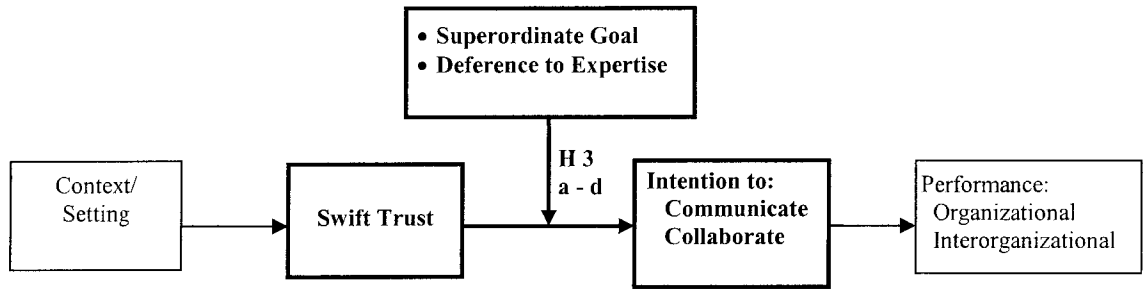 • Superordinate Goal
• Deference to Expertise
H 3
a - d
Context/
Setting
Swift Trust
Intention to:
Communicate
Collaborate
Performance:
Organizational
Interorganizational